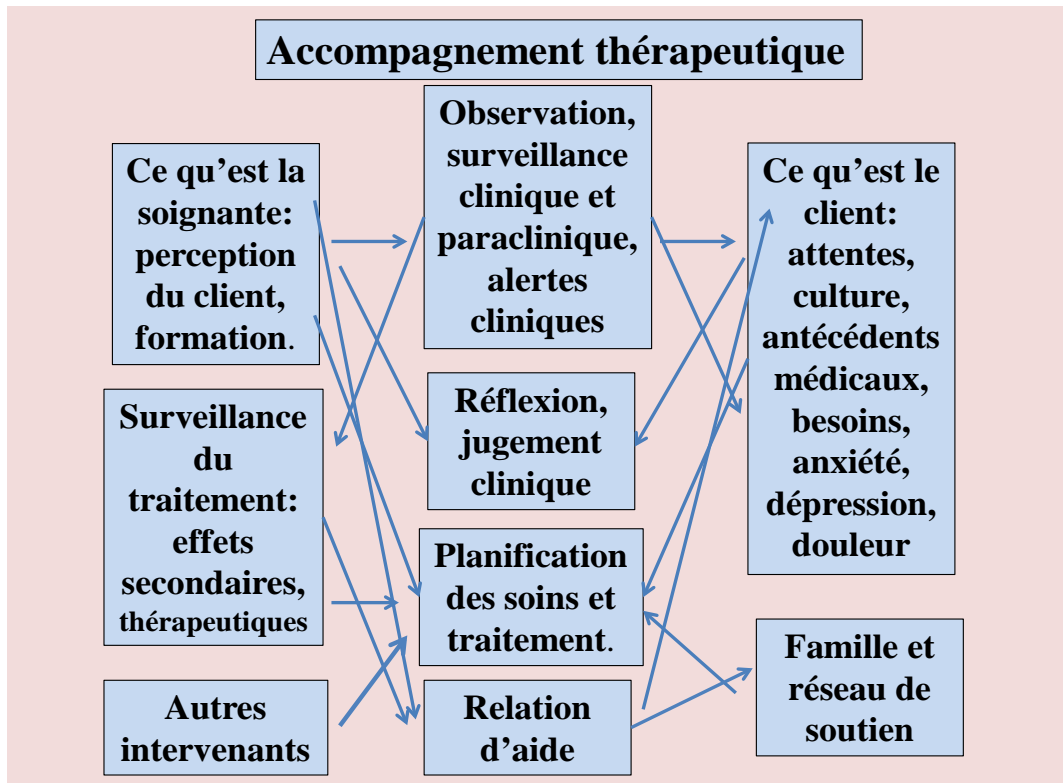 Accompagnement thérapeutique
Ce qu’est la
soignante:
perception
du client,
formation.
Surveillance
du
traitement:
effets
secondaires,
thérapeutiques
Autres
intervenants
Observation,
surveillance
clinique et
paraclinique,
alertes
cliniques
Réflexion,
jugement
clinique
Planification
des soins et
traitement.
Relation
d’aide
Ce qu’est le
client:
attentes,
culture,
antécédents
médicaux,
besoins,
anxiété,
dépression,
douleur
Famille et
réseau de
soutien